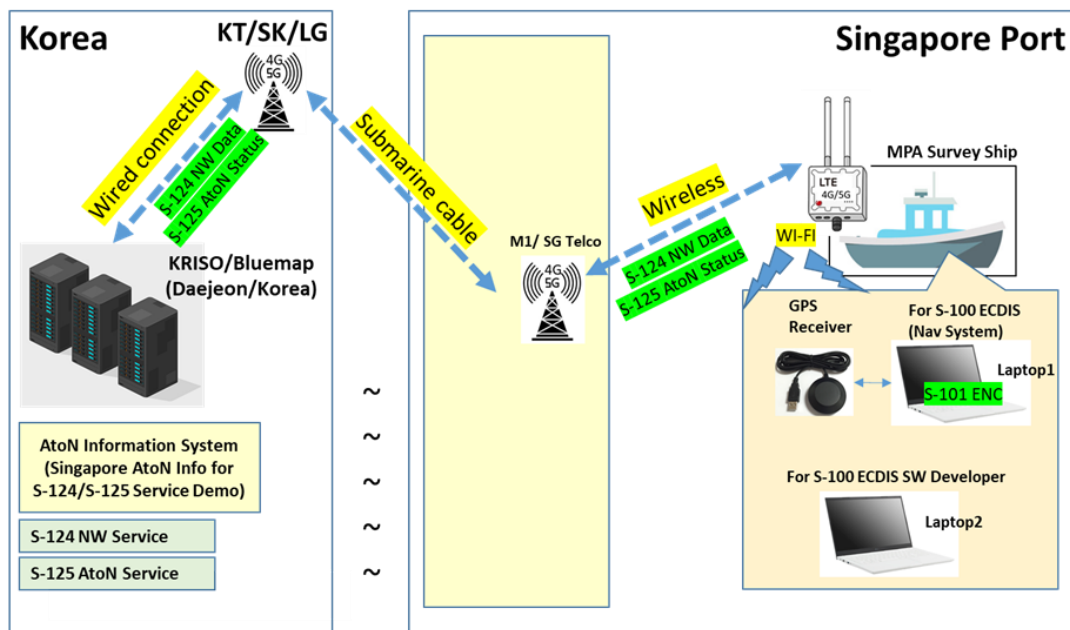 Korea
KT/SK/LG
4G
5G
Wired connection
S-124 NW Data
S-125 AtoN Status
KRISO/Bluemap
(Daejeon/Korea)
AtoN Information System
(Singapore AtoN Info for
S-124/S-125 Service Demo)
S-124 NW Service
S-125 AtoN Service
Submarine cable
~
~
~
~
~
Singapore Port
M1/ SG Telco
4G
5G
Wireless
S-124 NW Data
S-125 AtoN Status
LTE
4G/5G
MPA Survey Ship
WI-FI
GPS
Receiver
For S-100 ECDIS
(Nav System)
Laptop1
S-101 ENC
For S-100 ECDIS SW Developer
Laptop2